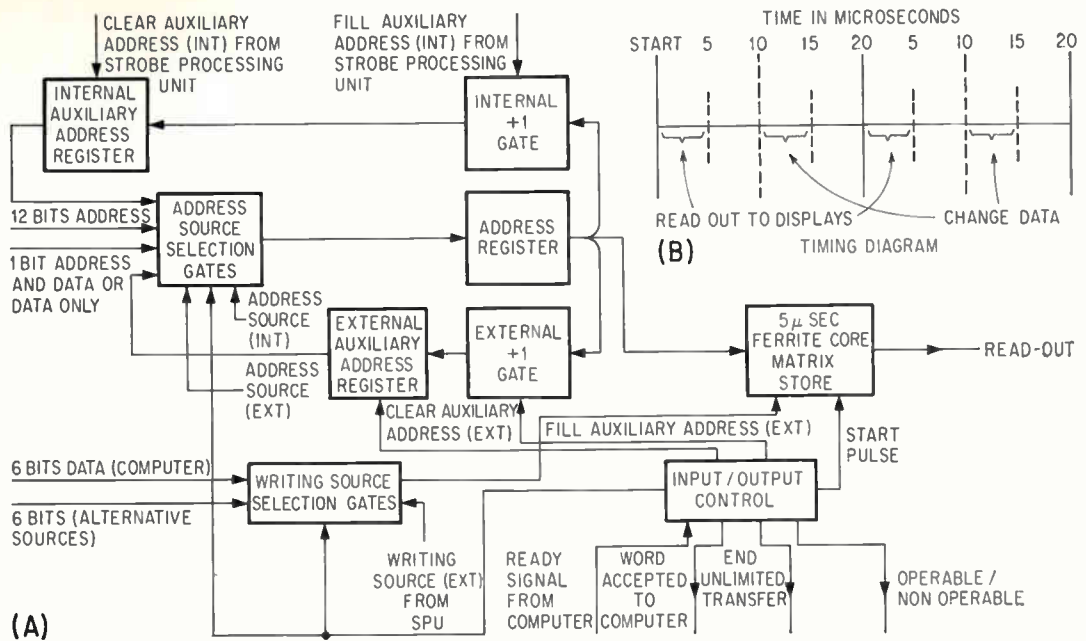 CLEAR AUXILIARY
ADDRESS (INT) FROM
STROBE PROCESSING
UNIT
FILL AUXILIARY
ADDRESS (INT) FROM
STROBE PROCESSING
UNIT
INTERNAL
AUXILIARY
ADDRESS
REGISTER
INTERNAL
+1
GATE
12 BITS ADDRESS
1 BIT ADDRESS
AND DATA OR
DATA ONLY
ADDRESS
SOURCE
SELECTION
GATES
ADDRESS
REGISTER
ADDRESS
SOURCE
(INT)
ADDRESS
SOURCE
(EXT)
EXTERNAL
AUXILIARY
ADDRESS
REGISTER
EXTERNAL
+1
GATE
CLEAR AUXILIARY
ADDRESS (EXT)
FILL AUXILIARY ADDRESS (EXT)
5 μ SEC
FERRITE CORE
MATRIX
STORE
READ-OUT
START
PULSE
6 BITS DATA (COMPUTER)
6 BITS (ALTERNATIVE
SOURCES)
WRITING SOURCE
SELECTION GATES
INPUT / OUTPUT
CONTROL
WRITING
SOURCE (EXT)
FROM
SPU
READY
SIGNAL
FROM
COMPUTER
WORD
ACCEPTED
TO
COMPUTER
END
UNLIMITED
TRANSFER
OPERABLE /
NON OPERABLE
(A)
TIME IN MICROSECONDS
START 5 10 15 20 5 10 15 20
READ OUT TO DISPLAYS
CHANGE DATA
(B)
TIMING DIAGRAM